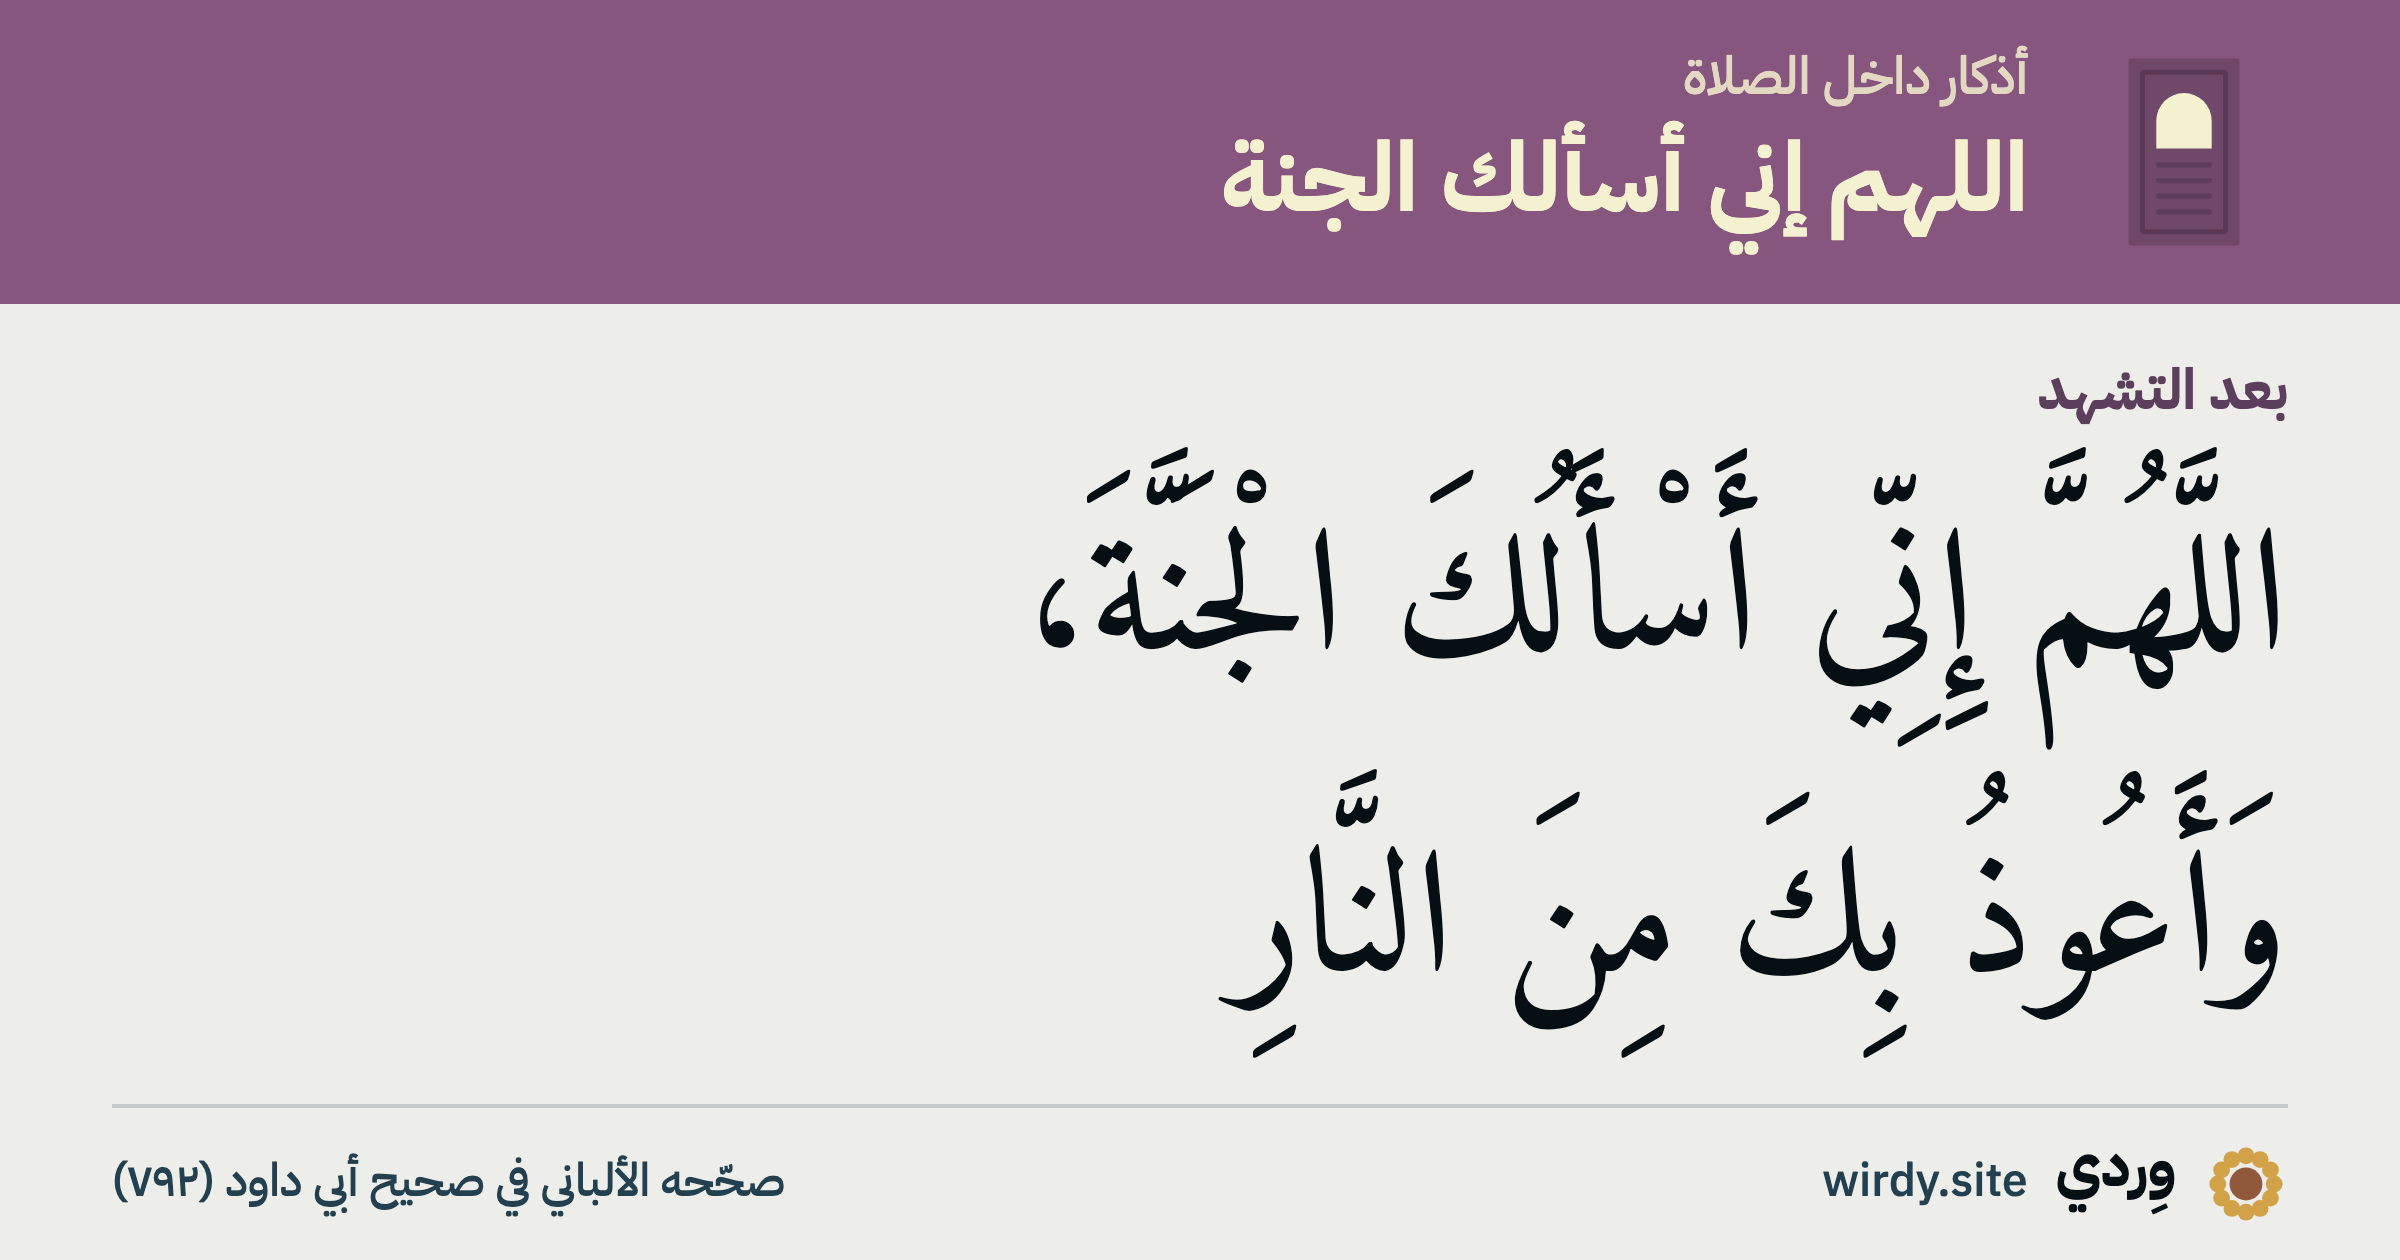 أذكار داخل الصلاة
اللهم إني أسألك الجنة
بعد التشهد
اللَّهُمَّ إِنِّي أَسْأَلُكَ الْجَنَّةَ،
وَأَعُوذُ بِكَ مِنَ النَّارِ
وِردي wirdy.site
صحّحه الألباني في صحيح أبي داود (٧٩٢)